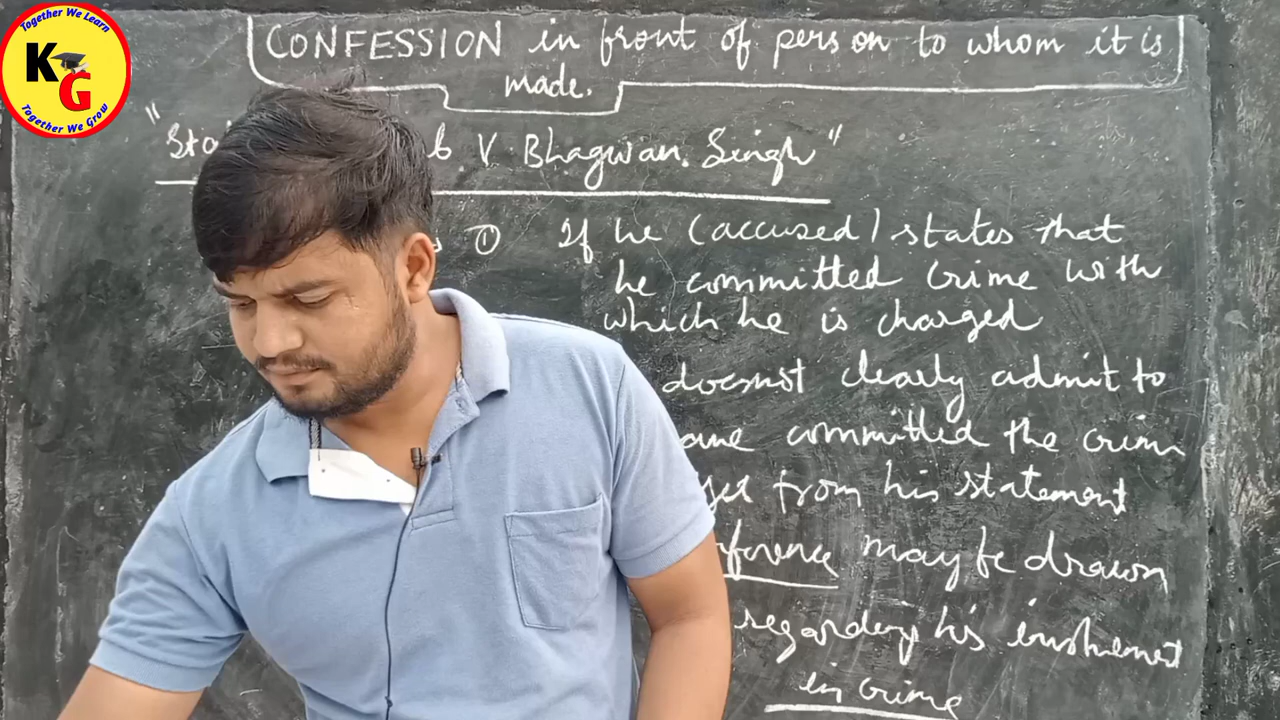 Together We Learn
KG
Together We Grow
CONFESSION in front of person to whom it is
made.
"Sta b V Bhagwan. Singh"
s ① If he (accused) states that
he committed crime with
which he is charged
doesnot clearly admit to
committed the crim
from his statement
ference may be drawn
regarding his
in crime